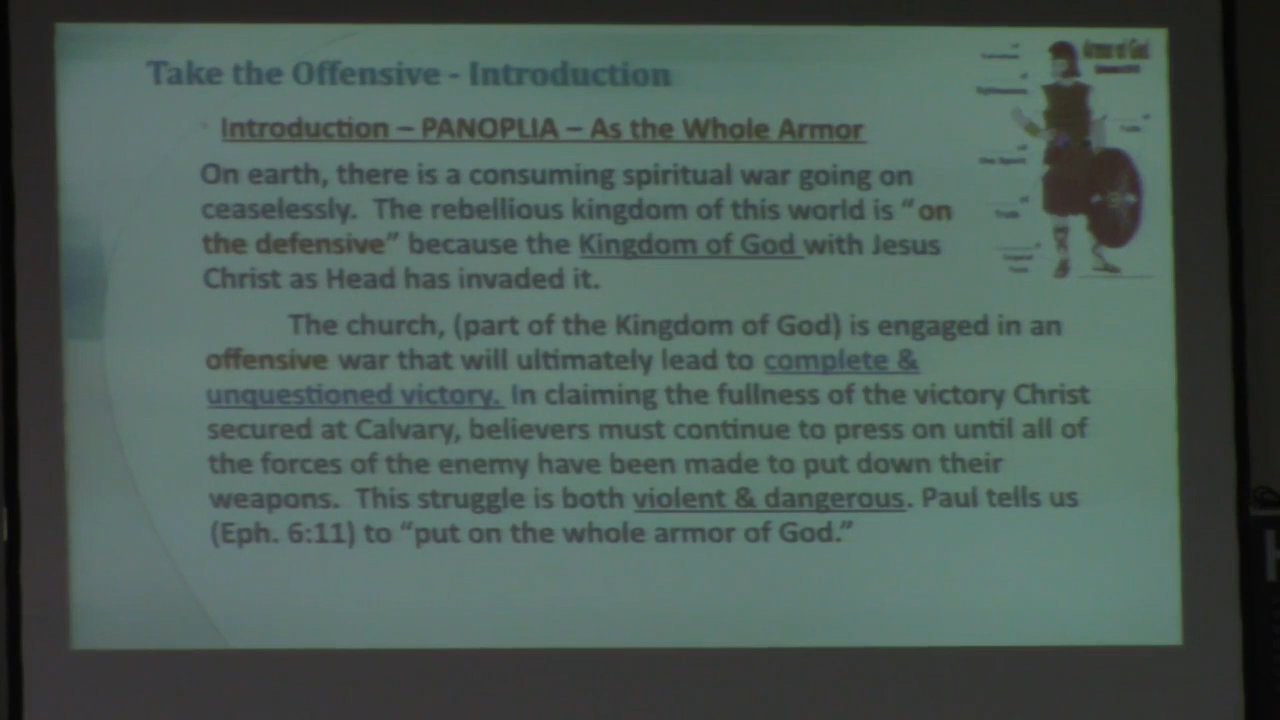 Take the Offensive - Introduction
Armor of God
Introduction – PANOPLIA – As the Whole Armor
On earth, there is a consuming spiritual war going on
ceaselessly. The rebellious kingdom of this world is “on
the defensive” because the Kingdom of God with Jesus
Christ as Head has invaded it.
The church, (part of the Kingdom of God) is engaged in an
offensive war that will ultimately lead to complete &
unquestioned victory. In claiming the fullness of the victory Christ
secured at Calvary, believers must continue to press on until all of
the forces of the enemy have been made to put down their
weapons. This struggle is both violent & dangerous. Paul tells us
(Eph. 6:11) to “put on the whole armor of God.”